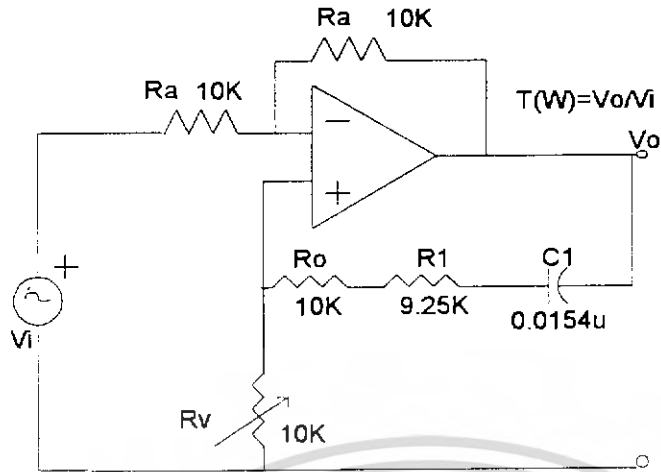 Ra 10K
Ra 10K
T(W)=Vo/Vi
Vo
−
+
+
Vi
Ro
10K
R1
9.25K
C1
0.0154u
Rv
10K